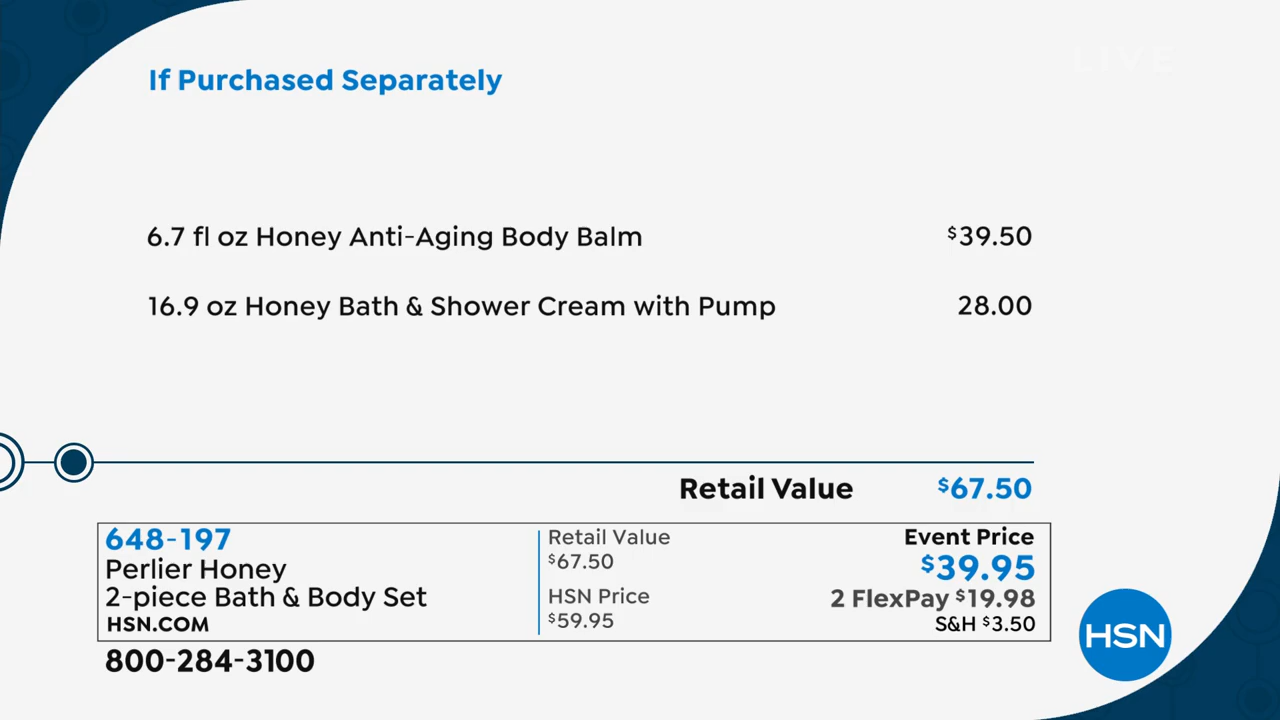 LIVE
If Purchased Separately
6.7 fl oz Honey Anti-Aging Body Balm $39.50
16.9 oz Honey Bath & Shower Cream with Pump 28.00
Retail Value $67.50
648-197
Perlier Honey
2-piece Bath & Body Set
HSN.COM
Retail Value
$67.50
HSN Price
$59.95
Event Price
$39.95
2 FlexPay $19.98
S&H $3.50
800-284-3100
HSN